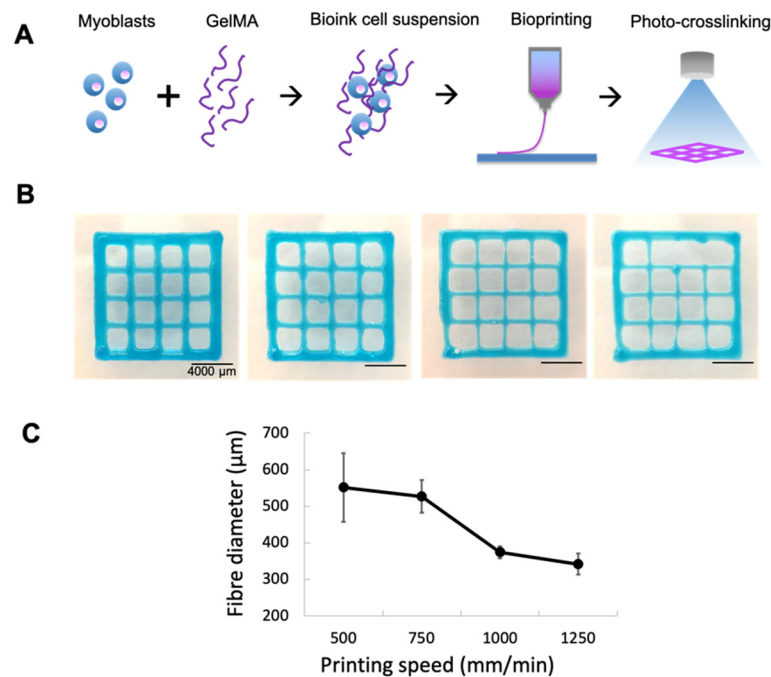 A
Myoblasts
GelMA
Bioink cell suspension
Bioprinting
Photo-crosslinking
B
4000 μm
C
Fibre diameter (μm)
700
600
500
400
300
200
500 750 1000 1250
Printing speed (mm/min)